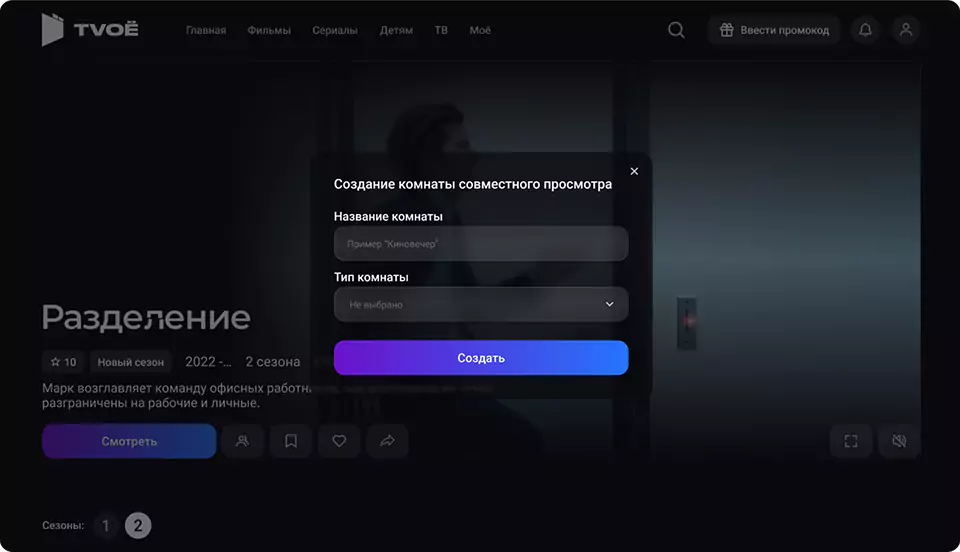 TVOЁ
Главная Фильмы Сериалы Детям ТВ Моё
Ввести промокод
Создание комнаты совместного просмотра
Название комнаты
Пример "Киновечер"
Тип комнаты
Не выбрано
Создать
Разделение
10 Новый сезон 2022 -... 2 сезона
Марк возглавляет команду офисных
разграничены на рабочие и личные.
Смотреть
Сезоны: 1 2